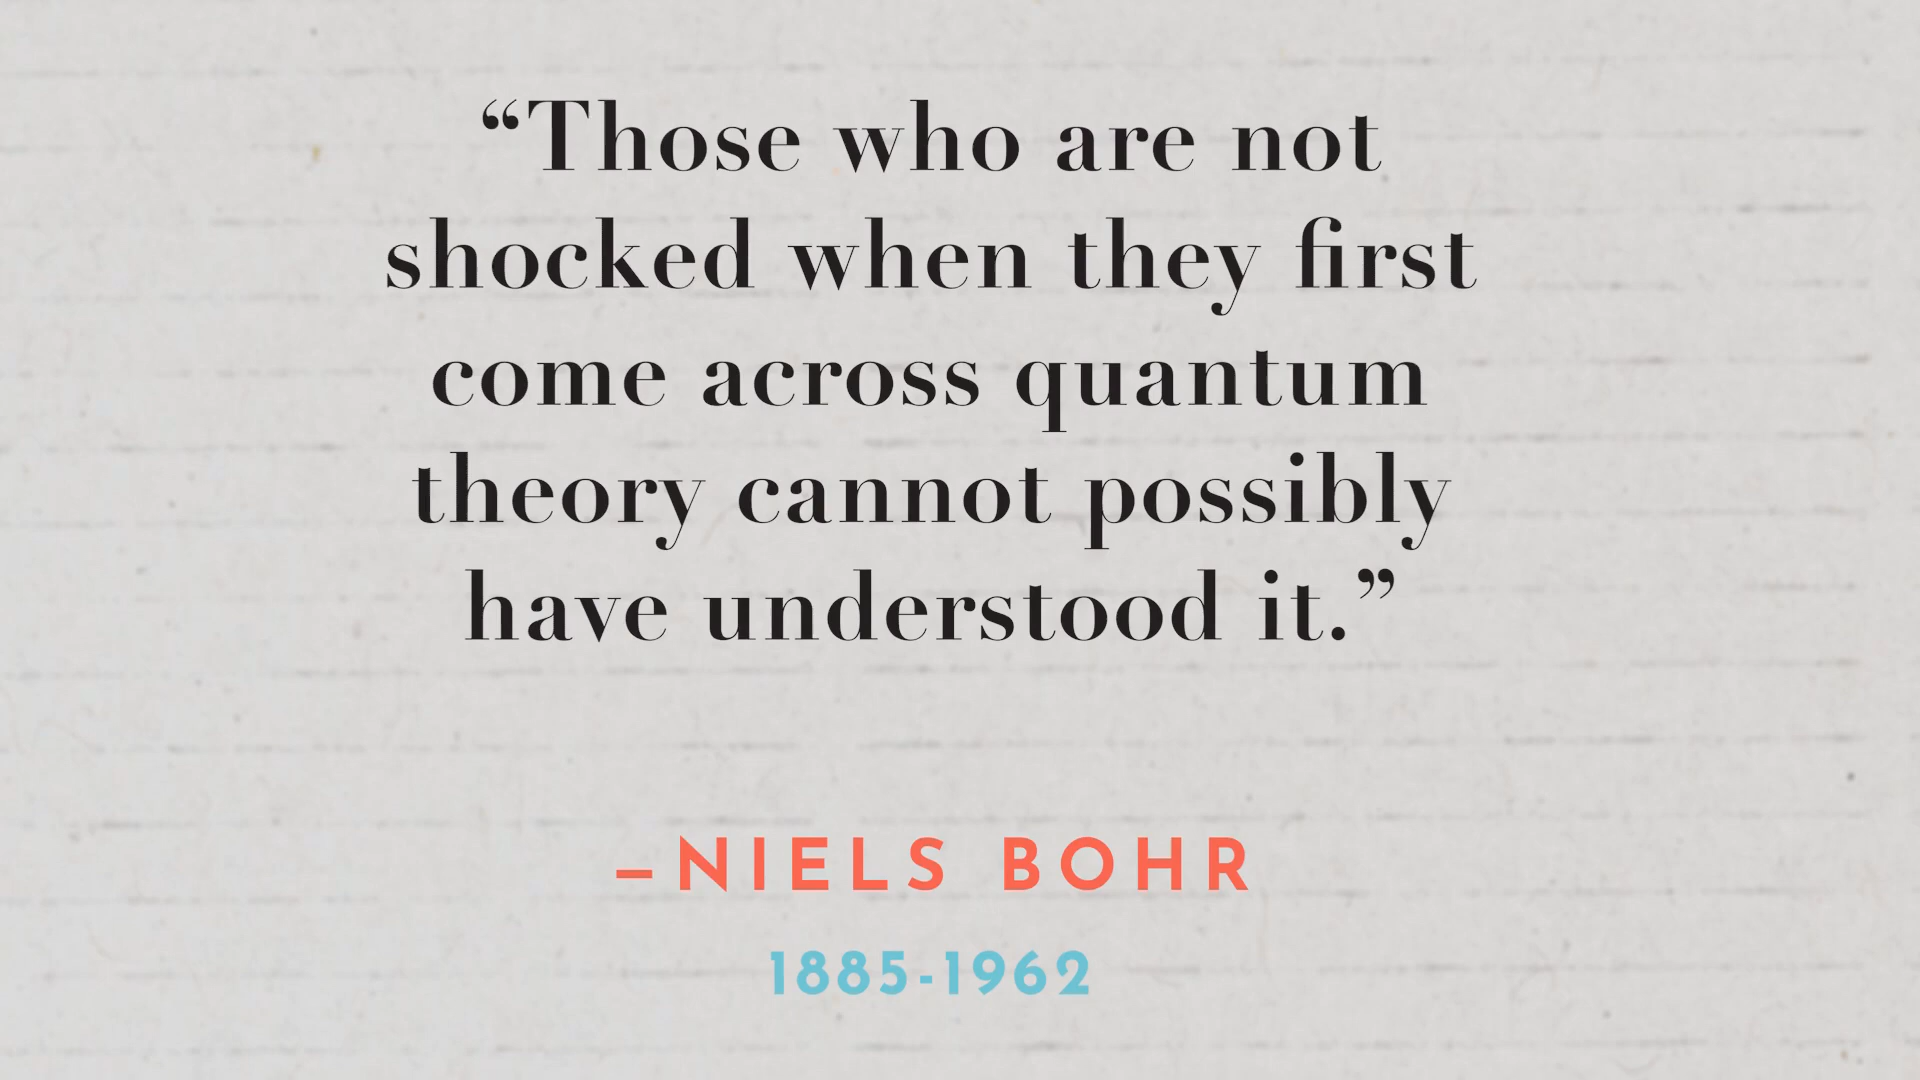 “Those who are not
shocked when they first
come across quantum
theory cannot possibly
have understood it.”
–NIELS BOHR
1885-1962